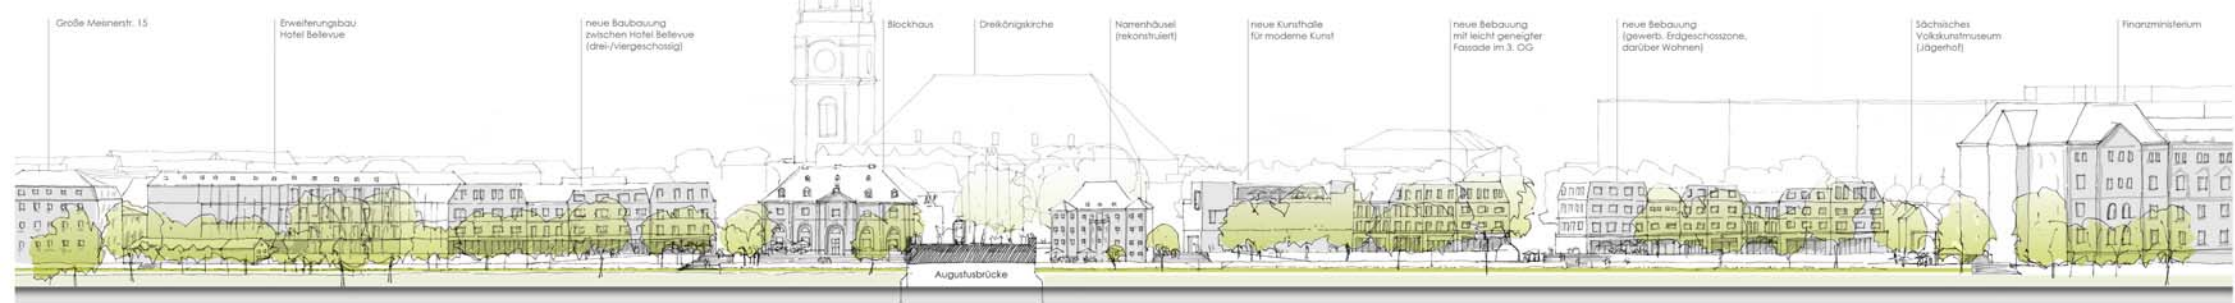 Große Meisnerstr. 15
Erweiterungsbau
Hotel Bellevue
neue Baubauung
zwischen Hotel Bellevue
(drei-/viergeschossig)
Blockhaus
Dreikönigskirche
Narrenhäusel
(rekonstruiert)
neue Kunsthalle
für moderne Kunst
neue Bebauung
mit leicht geneigter
Fassade im 3. OG
neue Bebauung
(gewerb. Erdgeschosszone,
darüber Wohnen)
Sächsisches
Volkskunstmuseum
(Jägerhof)
Finanzministerium
Augustusbrücke